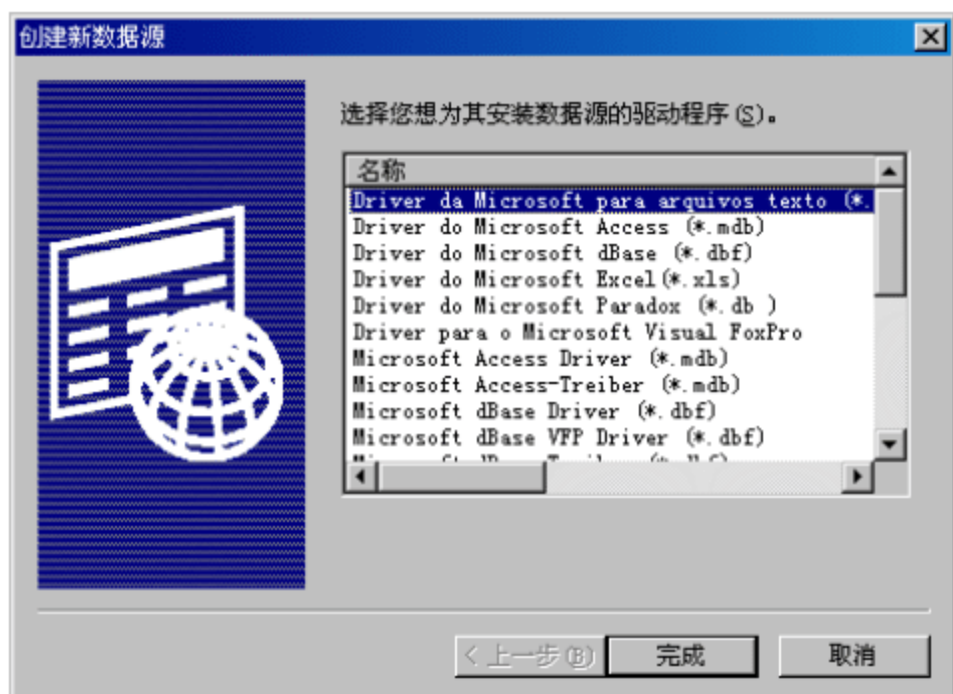 创建新数据源
选择您想为其安装数据源的驱动程序(S)。
名称
Driver da Microsoft para arquivos texto (*.
Driver do Microsoft Access (*.mdb)
Driver do Microsoft dBase (*.dbf)
Driver do Microsoft Excel(*.xls)
Driver do Microsoft Paradox (*.db )
Driver para o Microsoft Visual FoxPro
Microsoft Access Driver (*.mdb)
Microsoft Access-Treiber (*.mdb)
Microsoft dBase Driver (*.dbf)
Microsoft dBase VFP Driver (*.dbf)
< 上一步(B)
完成
取消